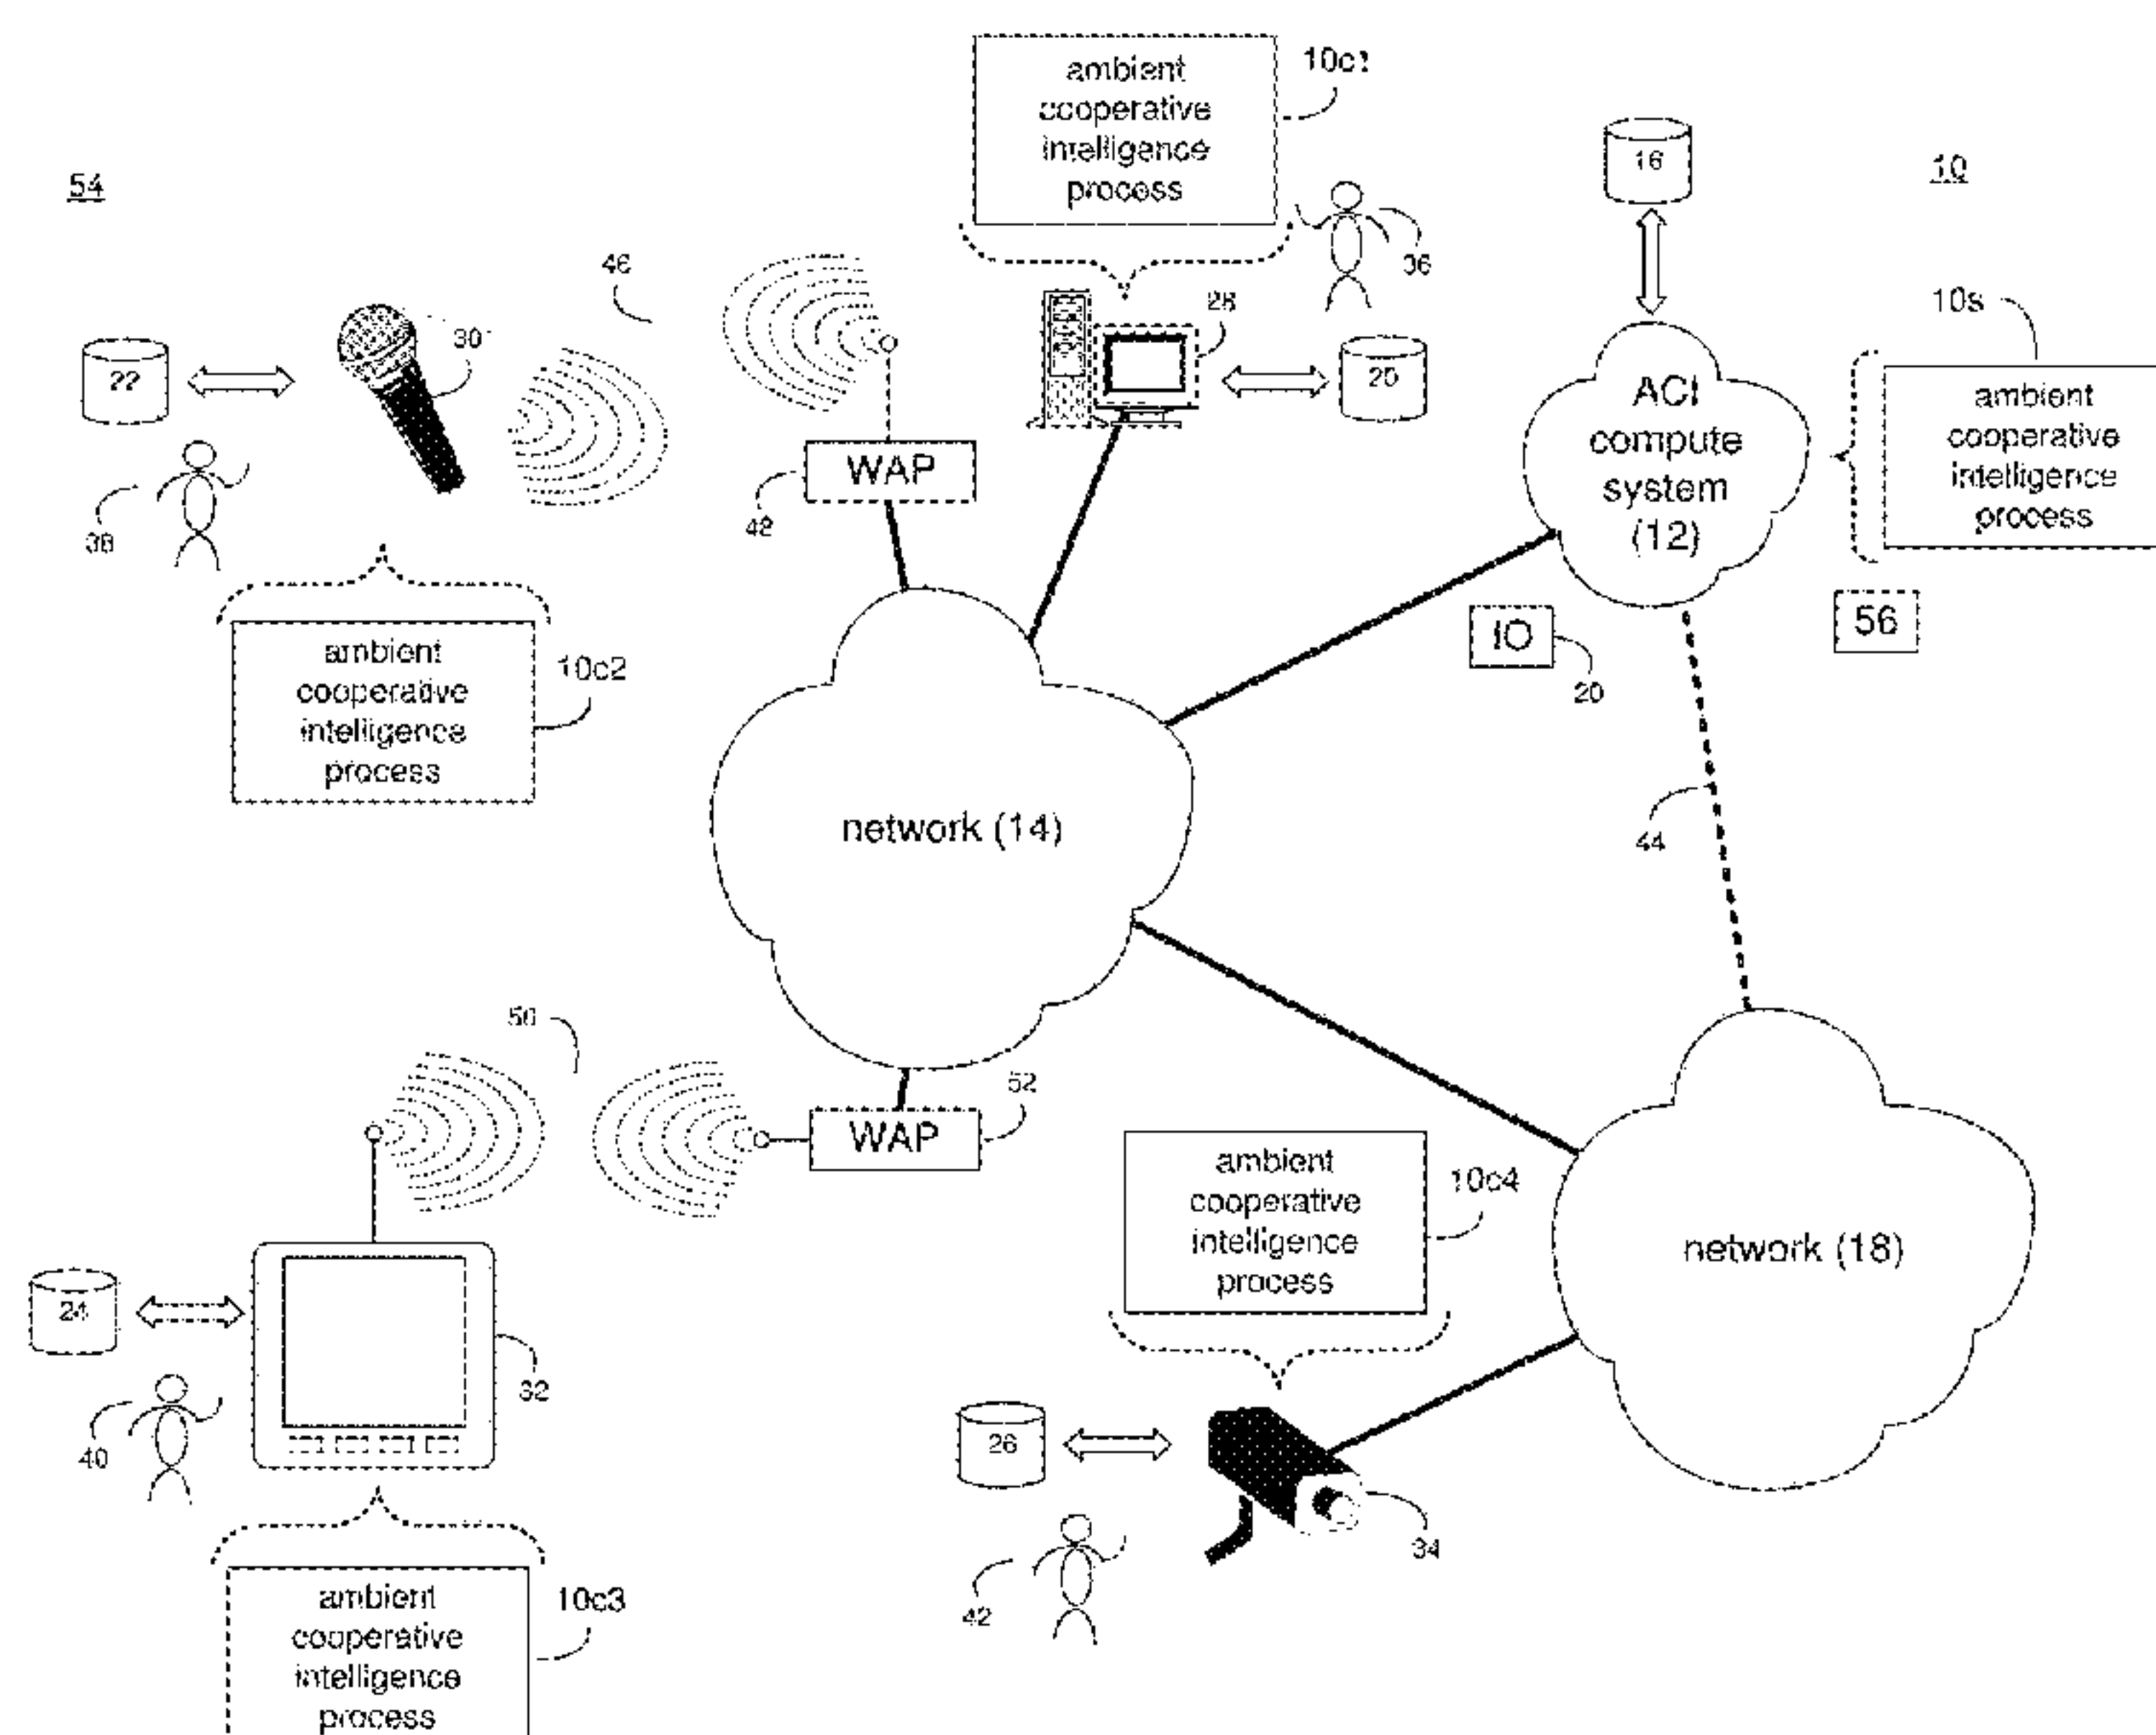 ambient
cooperative
intelligence
process
10c1
54
16
10
46
36
10s
28
30
22
20
ACI
compute
system
(12)
ambient
cooperative
intelligence
process
WAP
48
38
56
IO
20
ambient
cooperative
intelligence
process
10c2
network (14)
44
50
52
WAP
ambient
cooperative
intelligence
process
10c4
network (18)
24
32
40
26
34
42
ambient
cooperative
intelligence
process
10c3